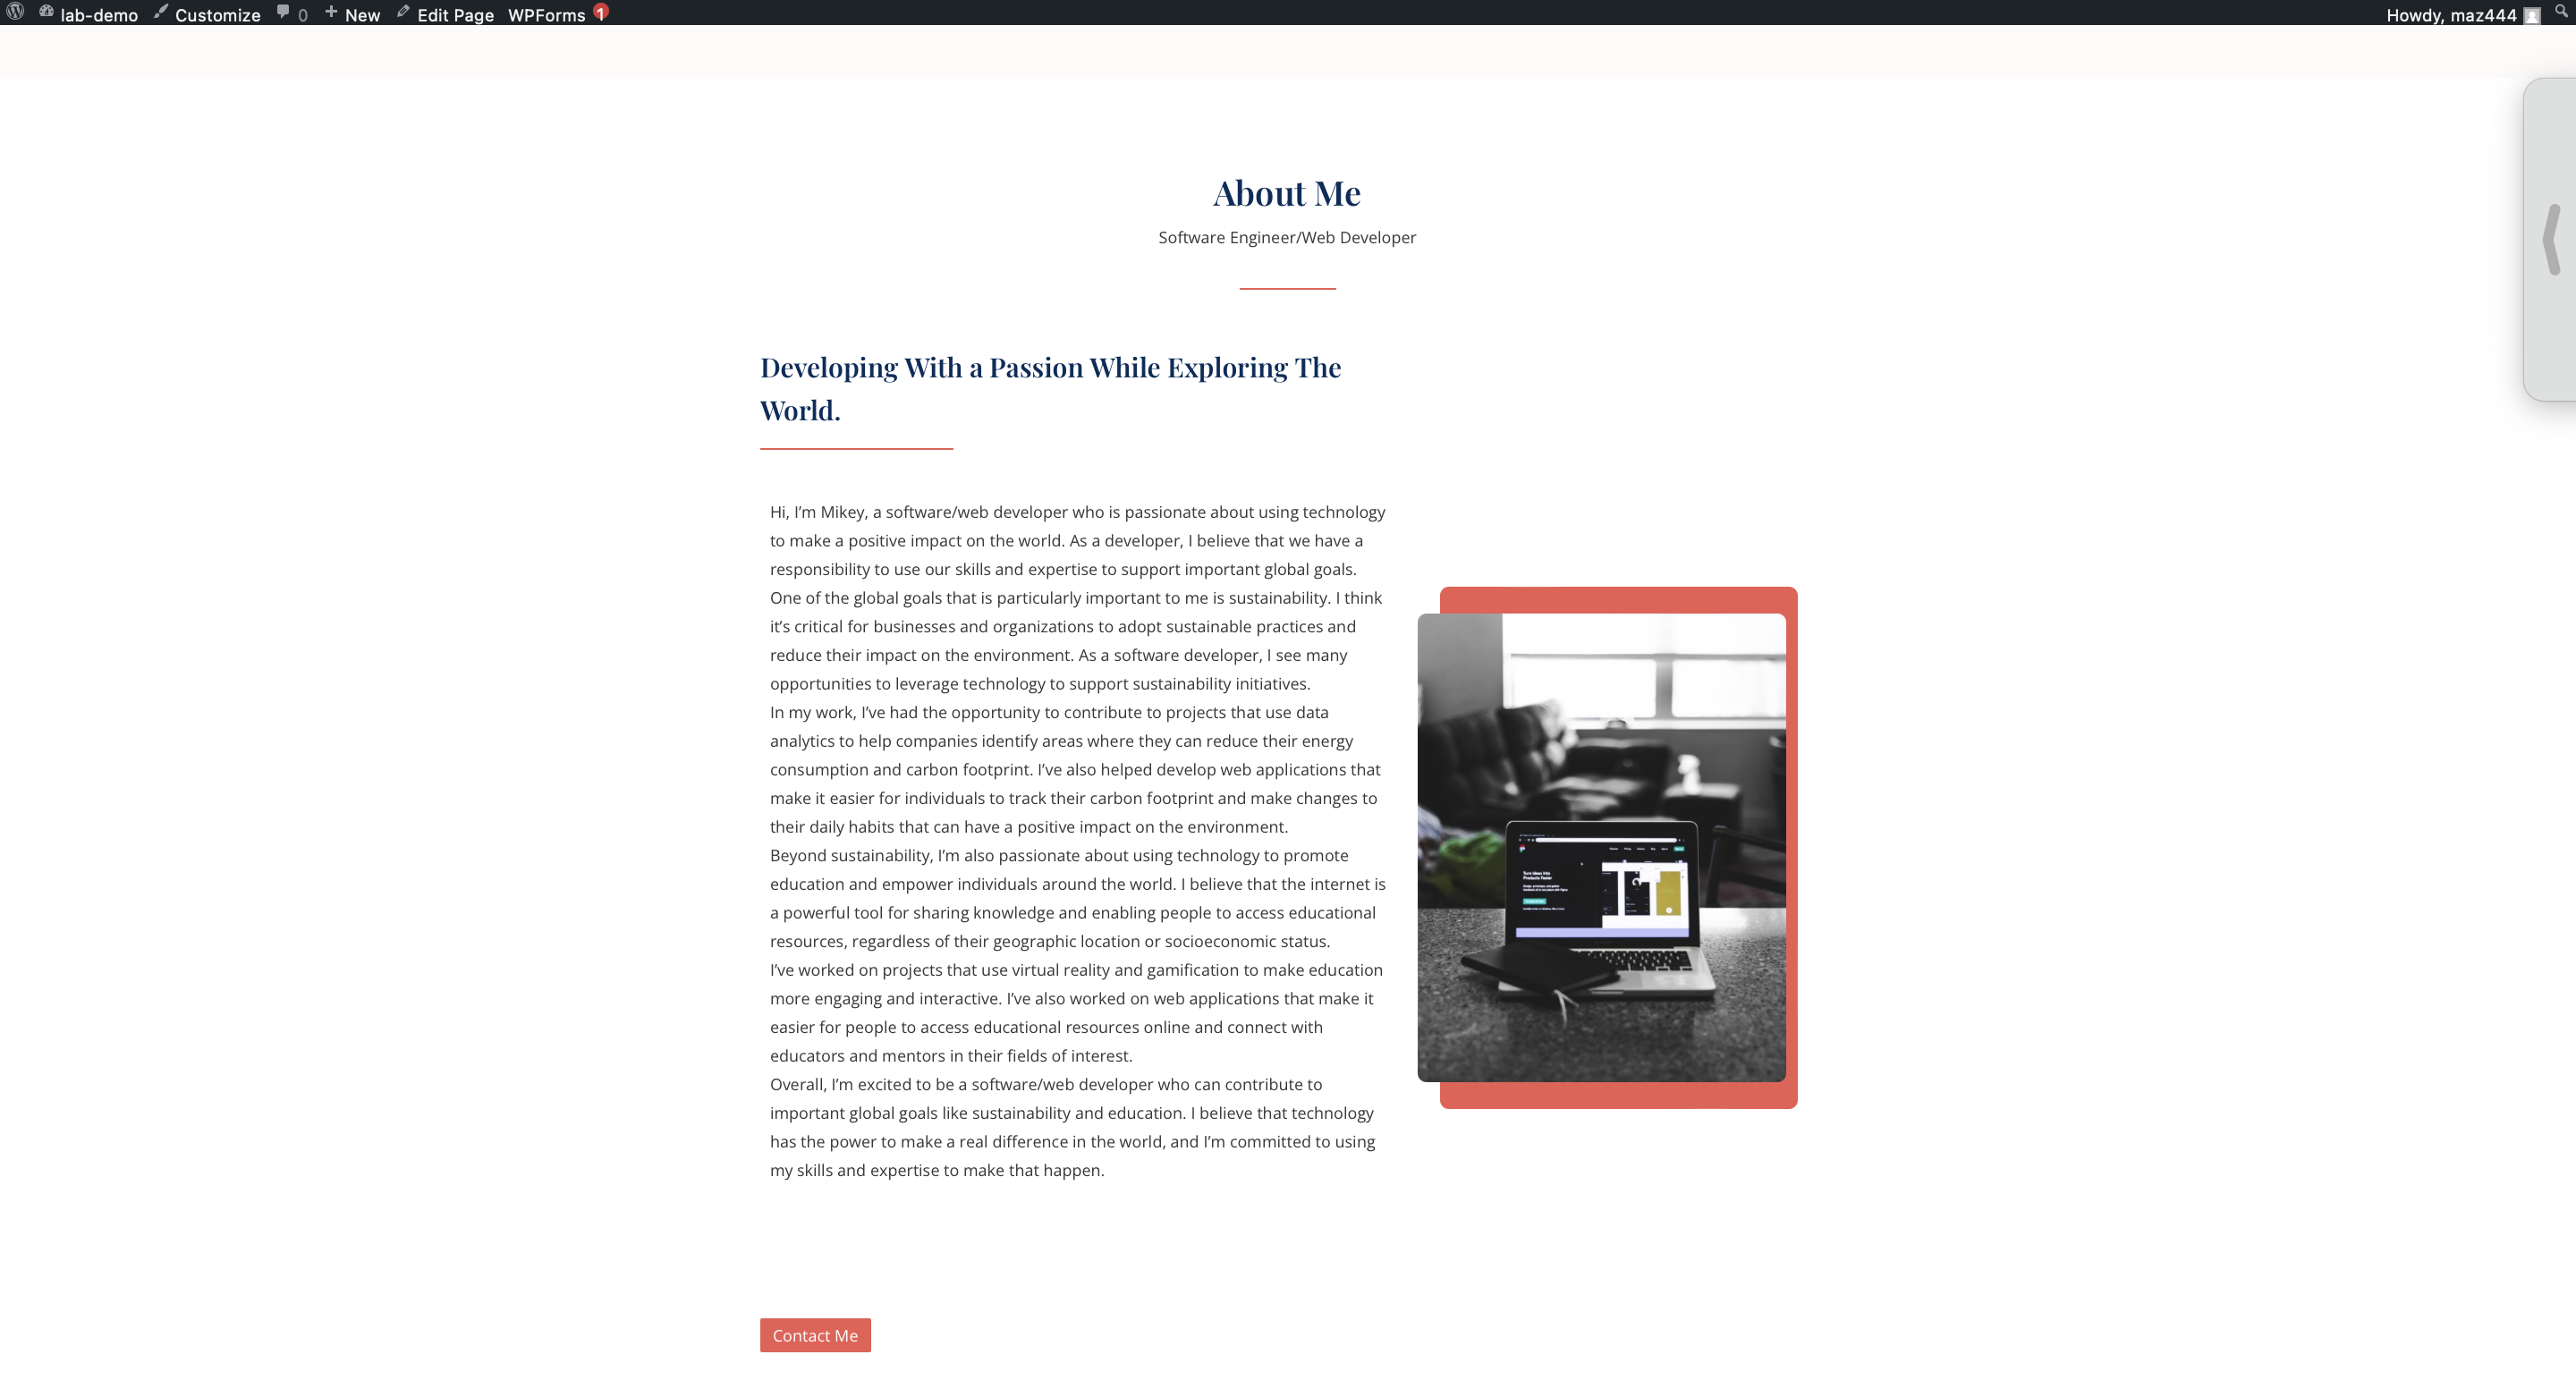 lab-demo Customize 0 New Edit Page WPForms 1 Howdy, maz444
About Me
Software Engineer/Web Developer
Developing With a Passion While Exploring The
World.
Hi, I’m Mikey, a software/web developer who is passionate about using technology
to make a positive impact on the world. As a developer, I believe that we have a
responsibility to use our skills and expertise to support important global goals.
One of the global goals that is particularly important to me is sustainability. I think
it’s critical for businesses and organizations to adopt sustainable practices and
reduce their impact on the environment. As a software developer, I see many
opportunities to leverage technology to support sustainability initiatives.
In my work, I’ve had the opportunity to contribute to projects that use data
analytics to help companies identify areas where they can reduce their energy
consumption and carbon footprint. I’ve also helped develop web applications that
make it easier for individuals to track their carbon footprint and make changes to
their daily habits that can have a positive impact on the environment.
Beyond sustainability, I’m also passionate about using technology to promote
education and empower individuals around the world. I believe that the internet is
a powerful tool for sharing knowledge and enabling people to access educational
resources, regardless of their geographic location or socioeconomic status.
I’ve worked on projects that use virtual reality and gamification to make education
more engaging and interactive. I’ve also worked on web applications that make it
easier for people to access educational resources online and connect with
educators and mentors in their fields of interest.
Overall, I’m excited to be a software/web developer who can contribute to
important global goals like sustainability and education. I believe that technology
has the power to make a real difference in the world, and I’m committed to using
my skills and expertise to make that happen.
Turn Ideas into
Products Faster
Contact Me